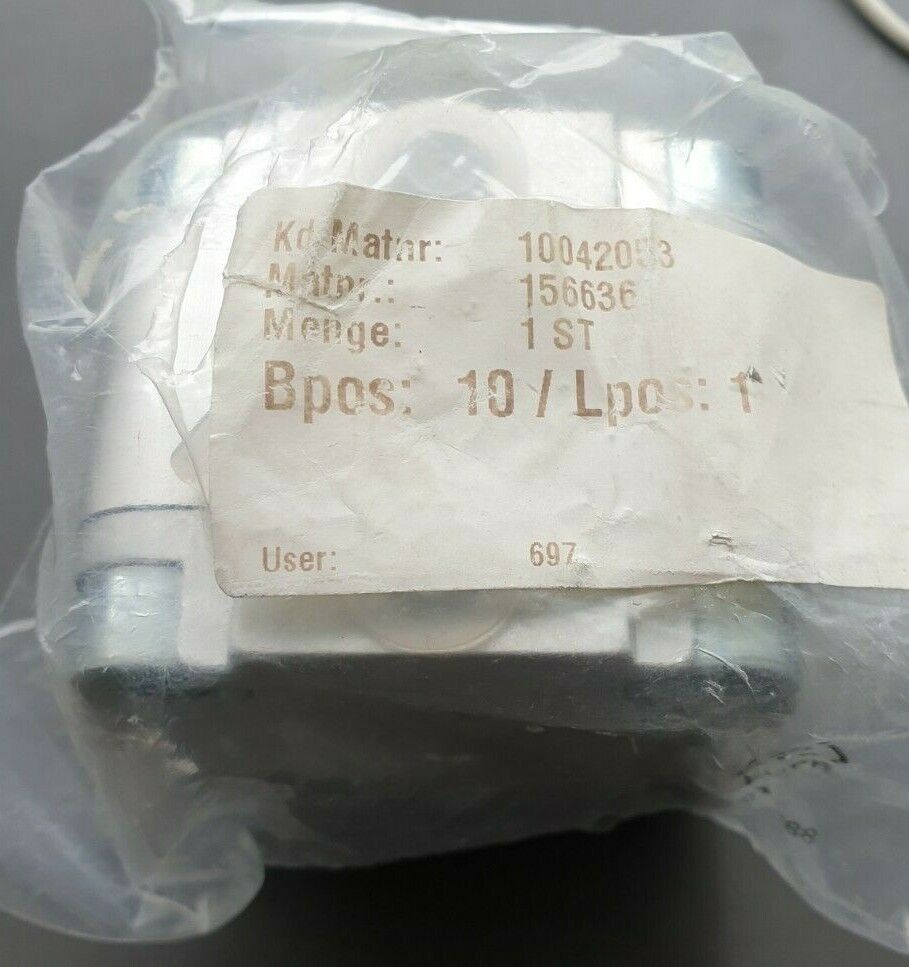 Kd-Matnr: 10042053
Matnr.: 156636
Menge: 1 ST
Bpos: 10 / Lpos: 1
User: 697